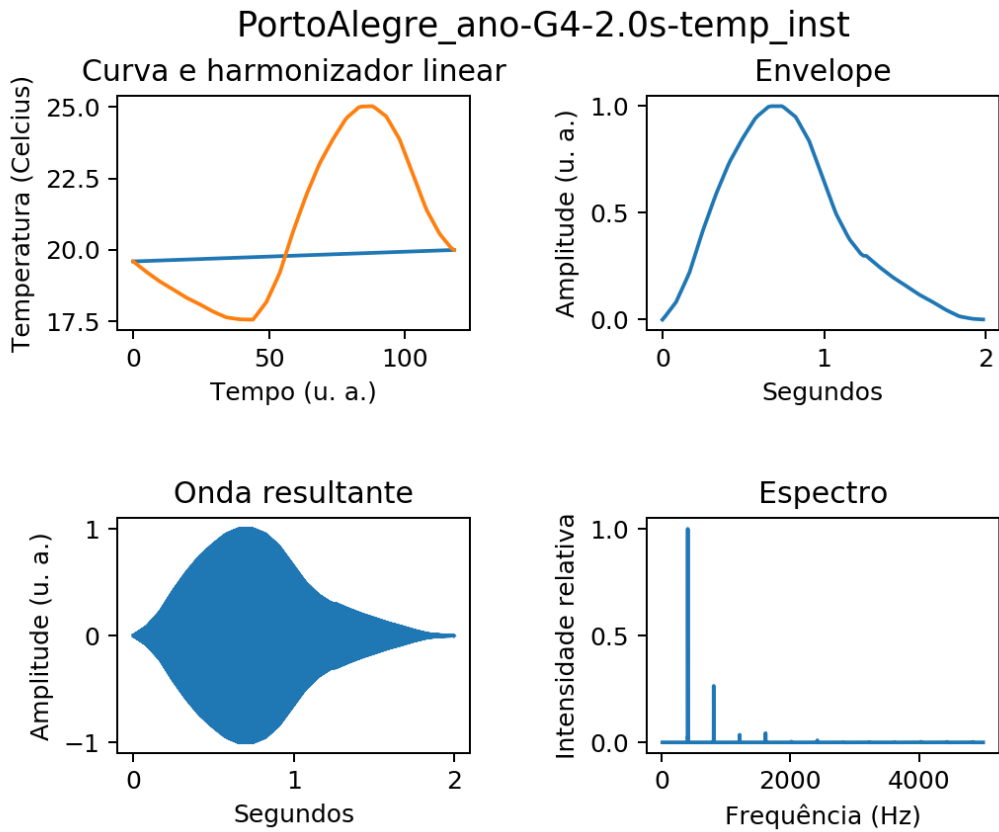 PortoAlegre_ano-G4-2.0s-temp_inst
Curva e harmonizador linear
Temperatura (Celcius)
25.0
22.5
20.0
17.5
0
50
100
Tempo (u. a.)
Envelope
Amplitude (u. a.)
1.0
0.5
0.0
0
1
2
Segundos
Onda resultante
Amplitude (u. a.)
1
0
−1
0
1
2
Segundos
Espectro
Intensidade relativa
1.0
0.5
0.0
0
2000
4000
Frequência (Hz)